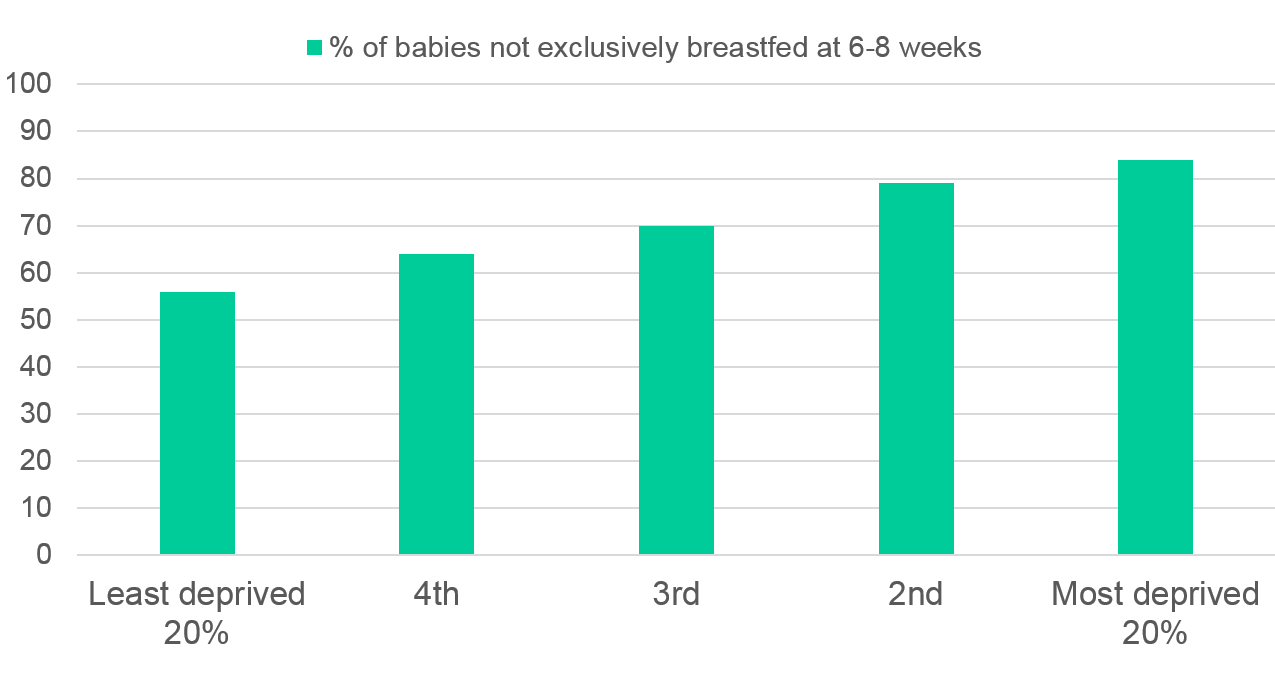 % of babies not exclusively breastfed at 6-8 weeks
100
90
80
70
60
50
40
30
20
10
0
Least deprived 20%
4th
3rd
2nd
Most deprived 20%